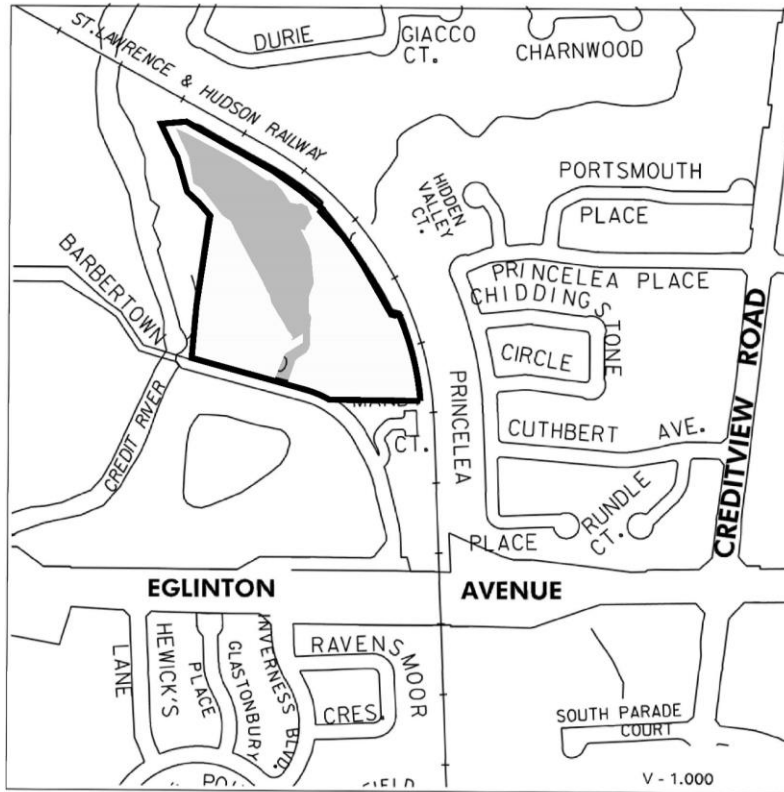 ST. LAWRENCE & HUDSON RAILWAY
DURIE
GIACCO
CT.
CHARNWOOD
HIDDEN
VALLEY
CT.
PORTSMOUTH
PLACE
BARBERTOWN
PRINCELEA PLACE
CHIDDINGSTONE
CIRCLE
CREDITVIEW ROAD
PRINCELEA
CT.
CUTHBERT AVE.
CREDIT RIVER
RUNDLE
CT.
PLACE
EGLINTON AVENUE
LANE
HEWICK'S
PLACE
GLASTONBURY
INVERNESS BLVD.
RAVENSMOOR
CRES.
SOUTH PARADE
COURT
V - 1.000